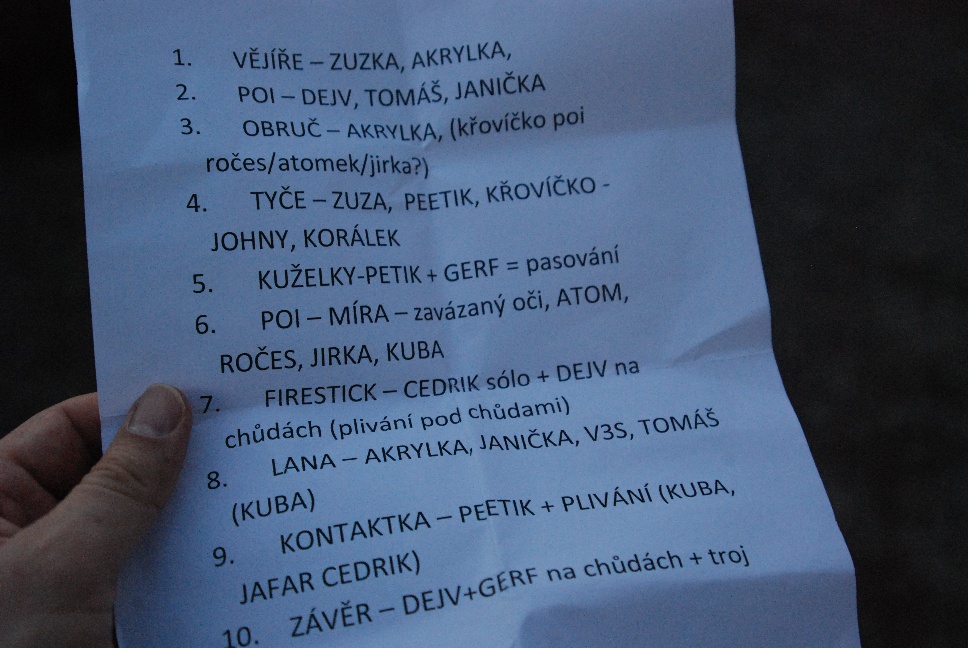 1. VĚJÍŘE – ZUZKA, AKRYLKA,
2. POI – DEJV, TOMÁŠ, JANIČKA
3. OBRUČ – AKRYLKA, (křovíčko poi
ročes/atomek/jirka?)
4. TYČE – ZUZA, PEETIK, KŘOVÍČKO -
JOHNY, KORÁLEK
5. KUŽELKY-PETIK + GERF = pasování
6. POI – MÍRA – zavázaný oči, ATOM,
ROČES, JIRKA, KUBA
7. FIRESTICK – CEDRIK sólo + DEJV na
chůdách (plivání pod chůdami)
8. LANA – AKRYLKA, JANIČKA, V3S, TOMÁŠ
(KUBA)
9. KONTAKTKA – PEETIK + PLIVÁNÍ (KUBA,
JAFAR CEDRIK)
10. ZÁVĚR – DEJV+GERF na chůdách + troj